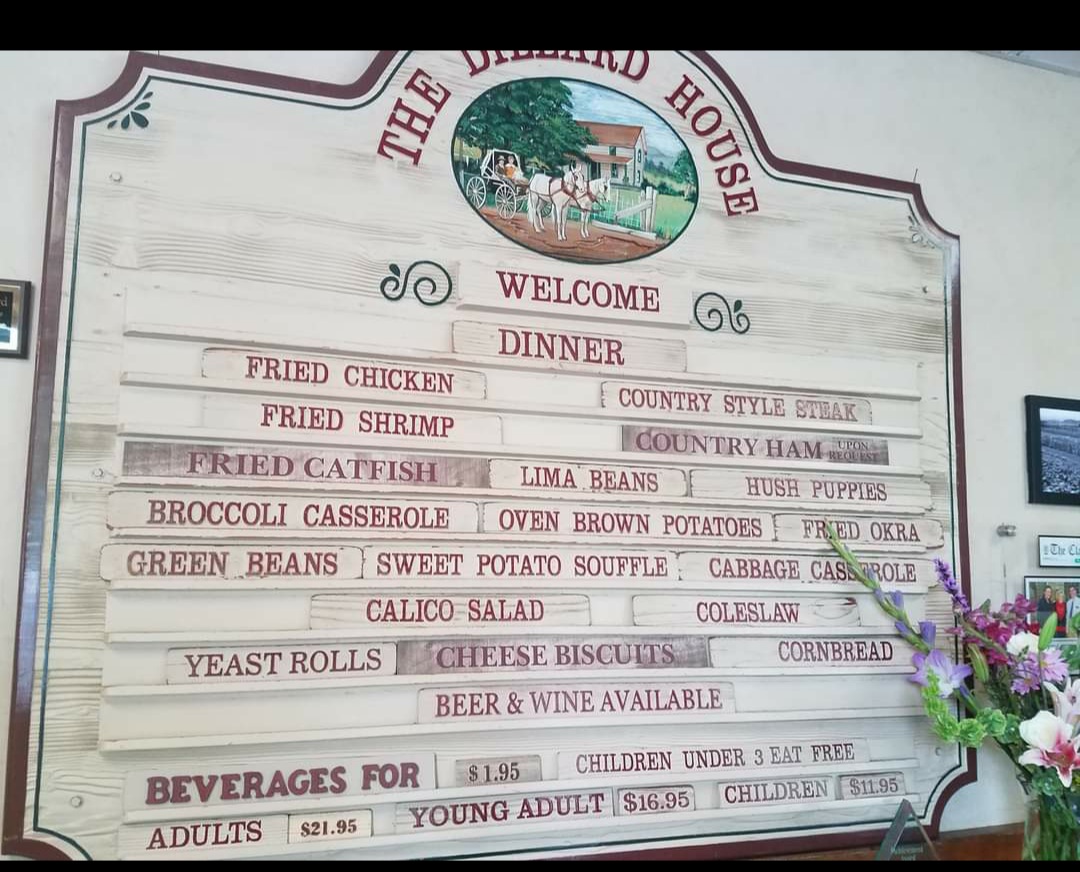 THE DILLARD HOUSE
WELCOME
DINNER
FRIED CHICKEN
COUNTRY STYLE STEAK
FRIED SHRIMP
COUNTRY HAM UPON REQUEST
FRIED CATFISH LIMA BEANS HUSH PUPPIES
BROCCOLI CASSEROLE OVEN BROWN POTATOES FRIED OKRA
GREEN BEANS SWEET POTATO SOUFFLE CABBAGE CASSEROLE
CALICO SALAD COLESLAW
YEAST ROLLS CHEESE BISCUITS CORNBREAD
BEER & WINE AVAILABLE
BEVERAGES FOR $1.95 CHILDREN UNDER 3 EAT FREE
ADULTS $21.95 YOUNG ADULT $16.95 CHILDREN $11.95
The